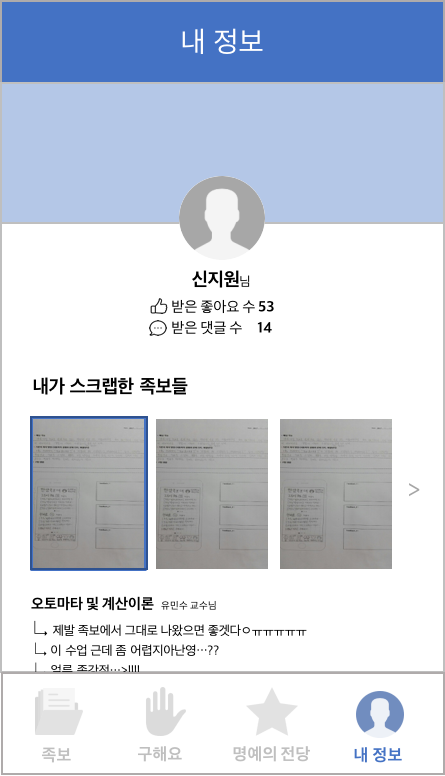 내 정보
신지원님
받은 좋아요 수 53
받은 댓글 수 14
내가 스크랩한 족보들
>
오토마타 및 계산이론 유민수 교수님
제발 족보에서 그대로 나왔으면 좋겟다ㅇㅠㅠㅠㅠㅠ
이 수업 근데 좀 어렵지아난영…??
족보
구해요
명예의 전당
내 정보